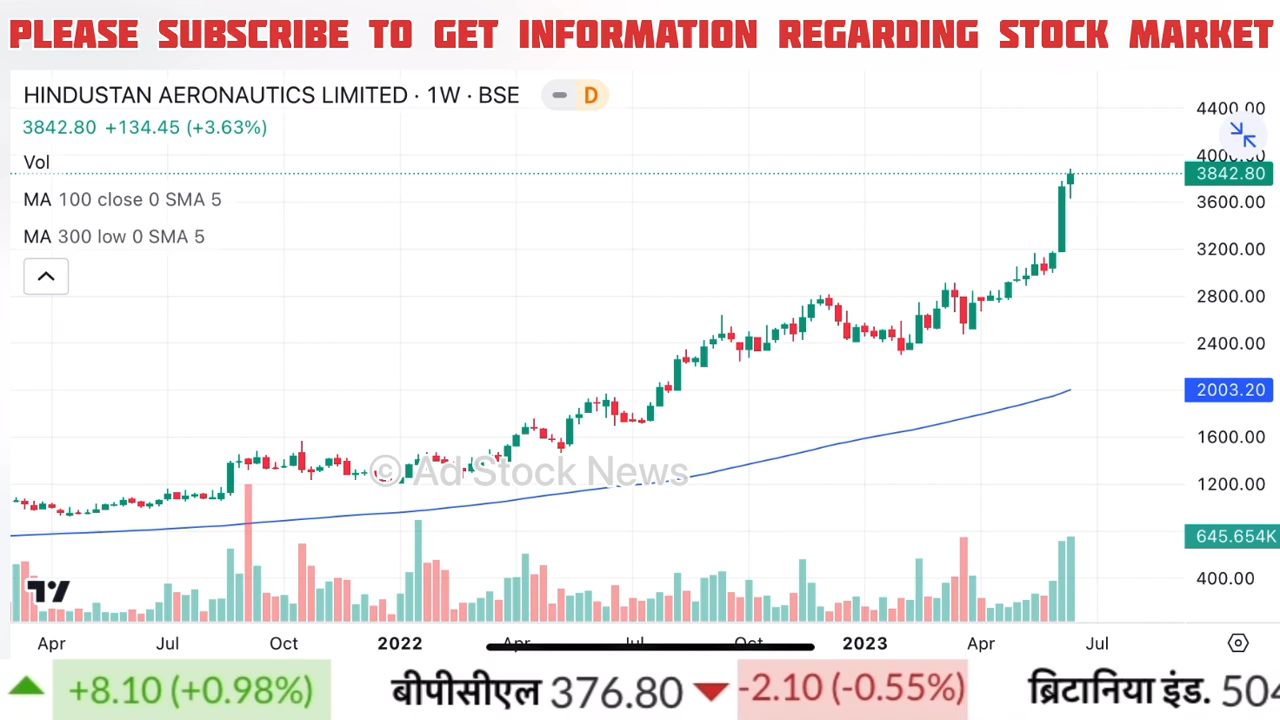 PLEASE SUBSCRIBE TO GET INFORMATION REGARDING STOCK MARKET
HINDUSTAN AERONAUTICS LIMITED · 1W · BSE D
3842.80 +134.45 (+3.63%)
Vol
MA 100 close 0 SMA 5
MA 300 low 0 SMA 5
4400.00
4000.00
3842.80
3600.00
3200.00
2800.00
2400.00
2003.20
1600.00
1200.00
645.654K
400.00
© Ad Stock News
Apr Jul Oct 2022 Apr Jul Oct 2023 Apr Jul
+8.10 (+0.98%) बीपीसीएल 376.80 -2.10 (-0.55%) ब्रिटानिया इंड. 504